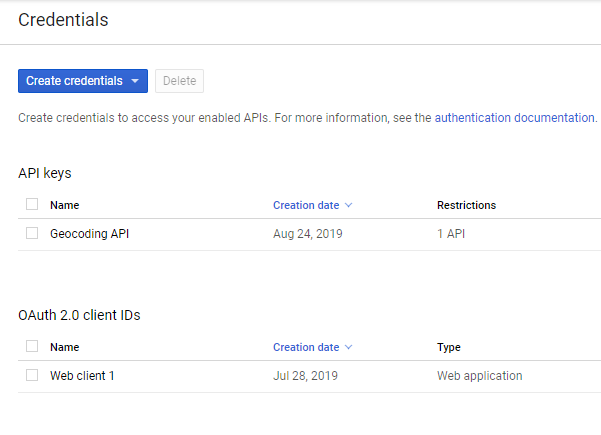 Credentials
Create credentials Delete
Create credentials to access your enabled APIs. For more information, see the authentication documentation.
API keys
Name Creation date Restrictions
Geocoding API Aug 24, 2019 1 API
OAuth 2.0 client IDs
Name Creation date Type
Web client 1 Jul 28, 2019 Web application